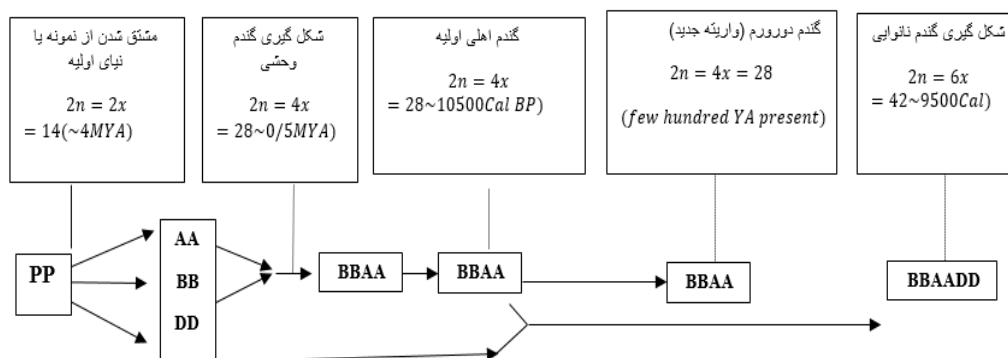 مشتق شدن از نمونه یا
نیای اولیه
2n = 2x
= 14(~4MYA)
شکل گیری گندم
وحشی
2n = 4x
= 28~0/5MYA)
گندم اهلی اولیه
2n = 4x
= 28~10500Cal BP)
گندم دورورم (واریته جدید)
2n = 4x = 28
(few hundred YA present)
شکل گیری گندم نانوایی
2n = 6x
= 42~9500Cal)
PP
AA
BB
DD
BBAA
BBAA
BBAA
BBAADD